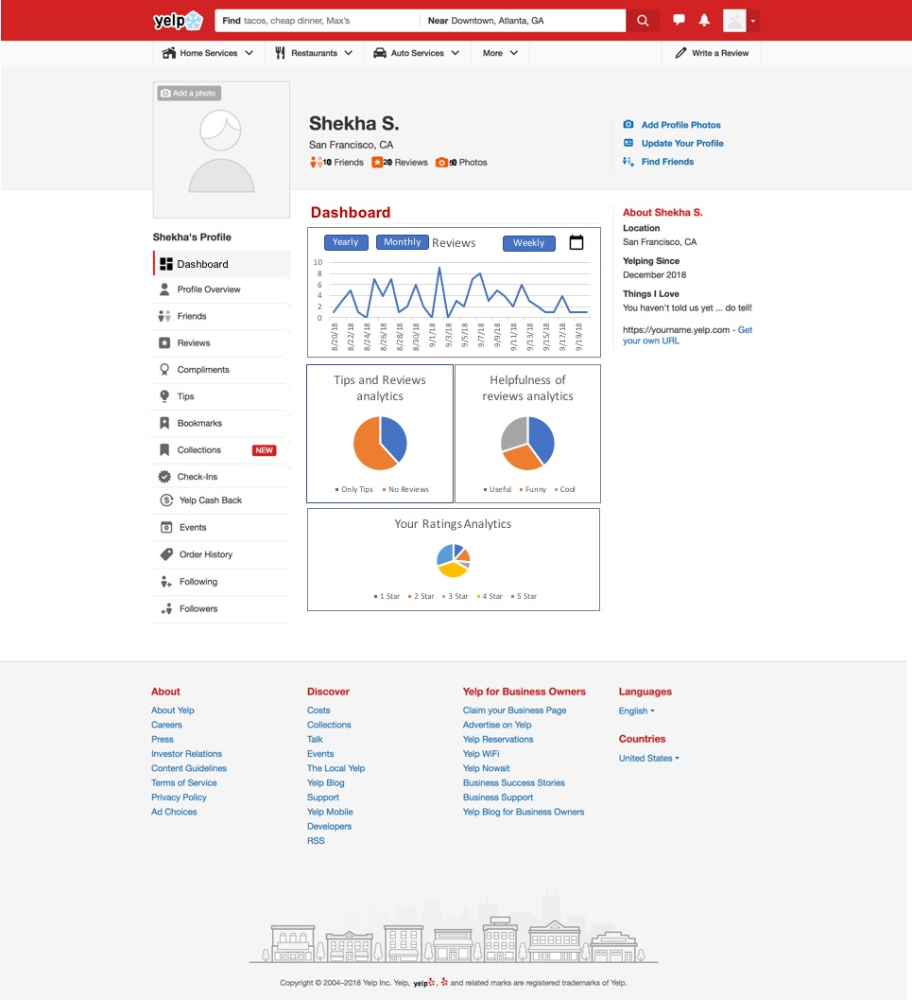 yelp
Find tacos, cheap dinner, Max's
Near Downtown, Atlanta, GA
Home Services
Restaurants
Auto Services
More
Write a Review
Add a photo
Shekha S.
San Francisco, CA
10 Friends 20 Reviews 50 Photos
Add Profile Photos
Update Your Profile
Find Friends
Shekha's Profile
Dashboard
Profile Overview
Friends
Reviews
Compliments
Tips
Bookmarks
Collections NEW
Check-Ins
Yelp Cash Back
Events
Order History
Following
Followers
Dashboard
Yearly Monthly Reviews Weekly
10
8
6
4
2
0
8/20/18
8/22/18
8/24/18
8/26/18
8/28/18
8/30/18
9/1/18
9/3/18
9/5/18
9/7/18
9/9/18
9/11/18
9/13/18
9/15/18
9/17/18
9/19/18
Tips and Reviews
analytics
Only Tips No Reviews
Helpfulness of
reviews analytics
Useful Funny Cool
Your Ratings Analytics
1 Star 2 Star 3 Star 4 Star 5 Star
About Shekha S.
Location
San Francisco, CA
Yelping Since
December 2018
Things I Love
You haven't told us yet ... do tell!
https://yourname.yelp.com - Get
your own URL
About
About Yelp
Careers
Press
Investor Relations
Content Guidelines
Terms of Service
Privacy Policy
Ad Choices
Discover
Costs
Collections
Talk
Events
The Local Yelp
Yelp Blog
Support
Yelp Mobile
Developers
RSS
Yelp for Business Owners
Claim your Business Page
Advertise on Yelp
Yelp Reservations
Yelp WiFi
Yelp Nowait
Business Success Stories
Business Support
Yelp Blog for Business Owners
Languages
English
Countries
United States
Copyright © 2004–2018 Yelp Inc. Yelp, yelp, and related marks are registered trademarks of Yelp.